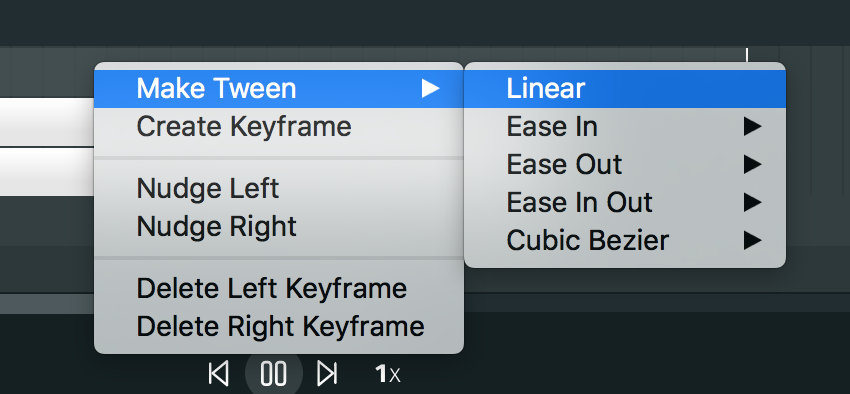 Make Tween
Create Keyframe
Nudge Left
Nudge Right
Delete Left Keyframe
Delete Right Keyframe
Linear
Ease In
Ease Out
Ease In Out
Cubic Bezier
1x